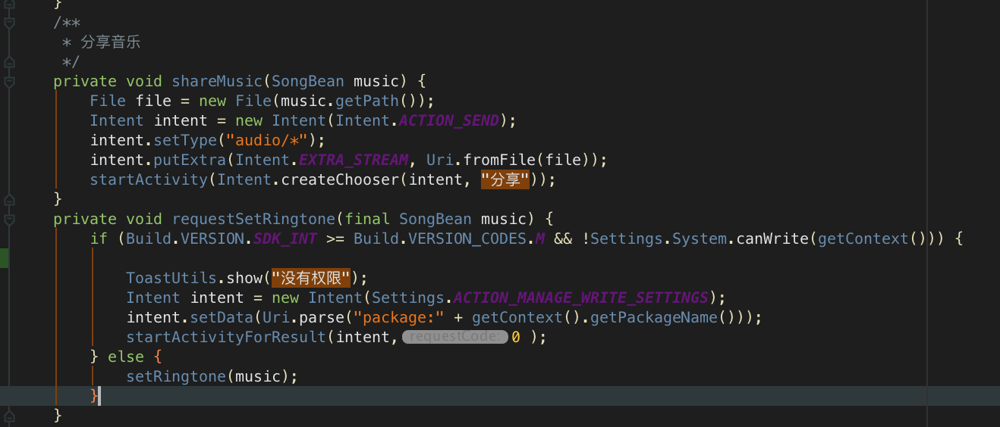 }
/**
 * 分享音乐
 */
private void shareMusic(SongBean music) {
    File file = new File(music.getPath());
    Intent intent = new Intent(Intent.ACTION_SEND);
    intent.setType("audio/*");
    intent.putExtra(Intent.EXTRA_STREAM, Uri.fromFile(file));
    startActivity(Intent.createChooser(intent, "分享"));
}
private void requestSetRingtone(final SongBean music) {
    if (Build.VERSION.SDK_INT >= Build.VERSION_CODES.M && !Settings.System.canWrite(getContext())) {
        ToastUtils.show("没有权限");
        Intent intent = new Intent(Settings.ACTION_MANAGE_WRITE_SETTINGS);
        intent.setData(Uri.parse("package:" + getContext().getPackageName()));
        startActivityForResult(intent, requestCode: 0 );
    } else {
        setRingtone(music);
    }
}